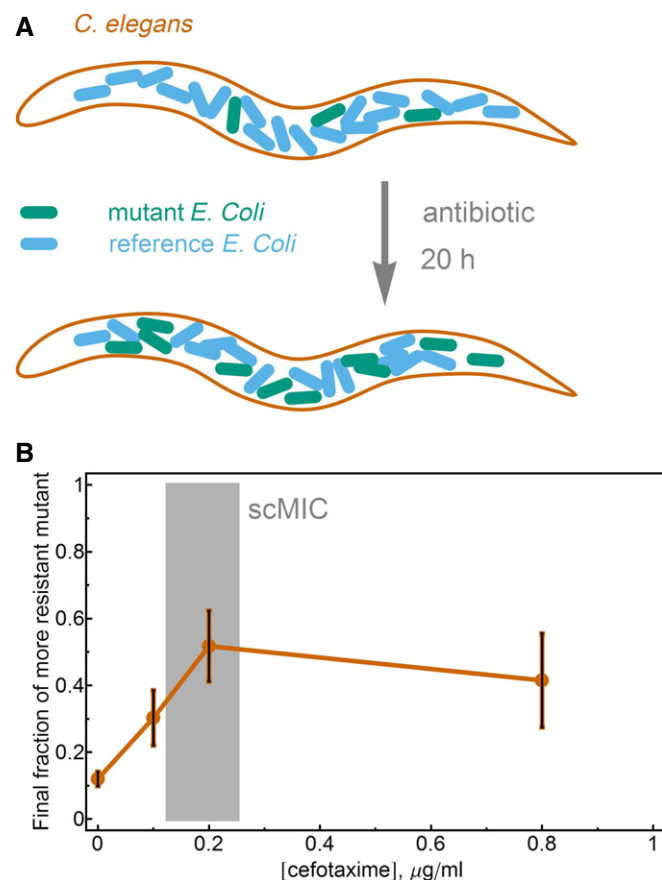 A
C. elegans
mutant E. Coli
reference E. Coli
antibiotic
20 h
B
scMIC
Final fraction of more resistant mutant
1
0.8
0.6
0.4
0.2
0
0
0.2
0.4
0.6
0.8
1
[cefotaxime], μg/ml